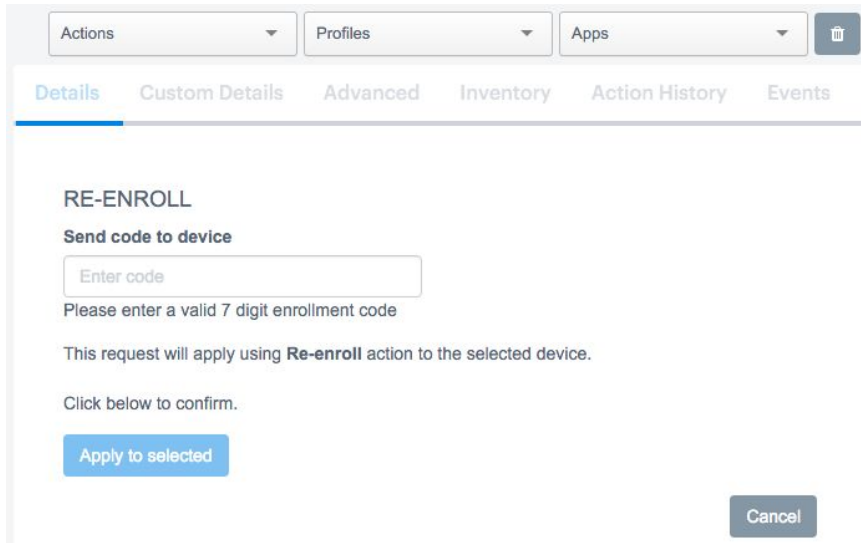 Actions Profiles Apps
Details Custom Details Advanced Inventory Action History Events
RE-ENROLL
Send code to device
Enter code
Please enter a valid 7 digit enrollment code
This request will apply using Re-enroll action to the selected device.
Click below to confirm.
Apply to selected
Cancel